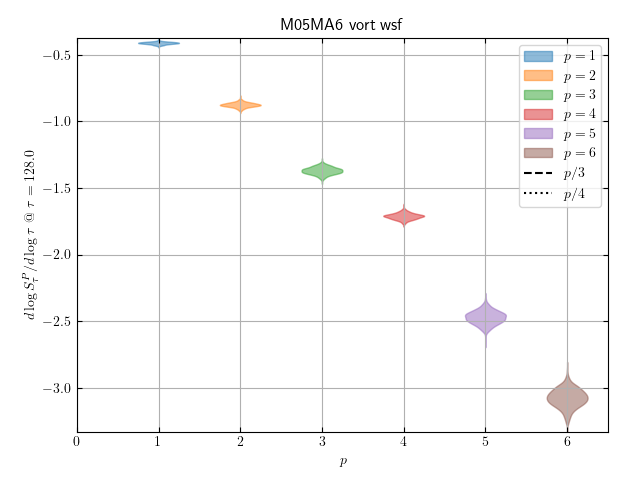 M05MA6 vort wsf
d log S_τ^P / d log τ @ τ = 128.0
−0.5
−1.0
−1.5
−2.0
−2.5
−3.0
p = 1
p = 2
p = 3
p = 4
p = 5
p = 6
p/3
p/4
0 1 2 3 4 5 6
p